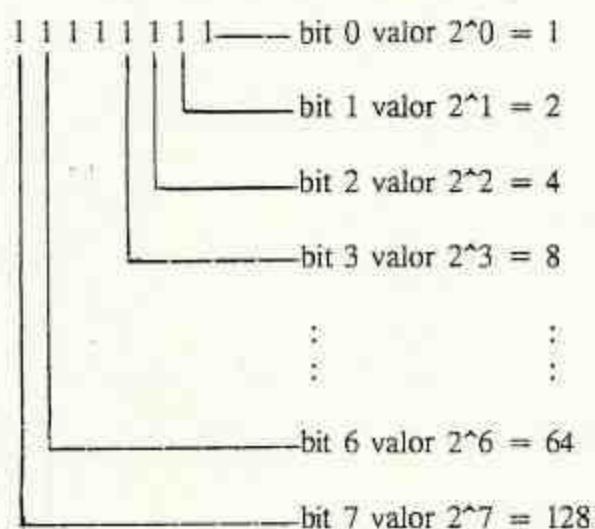 1 1 1 1 1 1 1 1 bit 0 valor 2^0 = 1
bit 1 valor 2^1 = 2
bit 2 valor 2^2 = 4
bit 3 valor 2^3 = 8
: :
: :
bit 6 valor 2^6 = 64
bit 7 valor 2^7 = 128